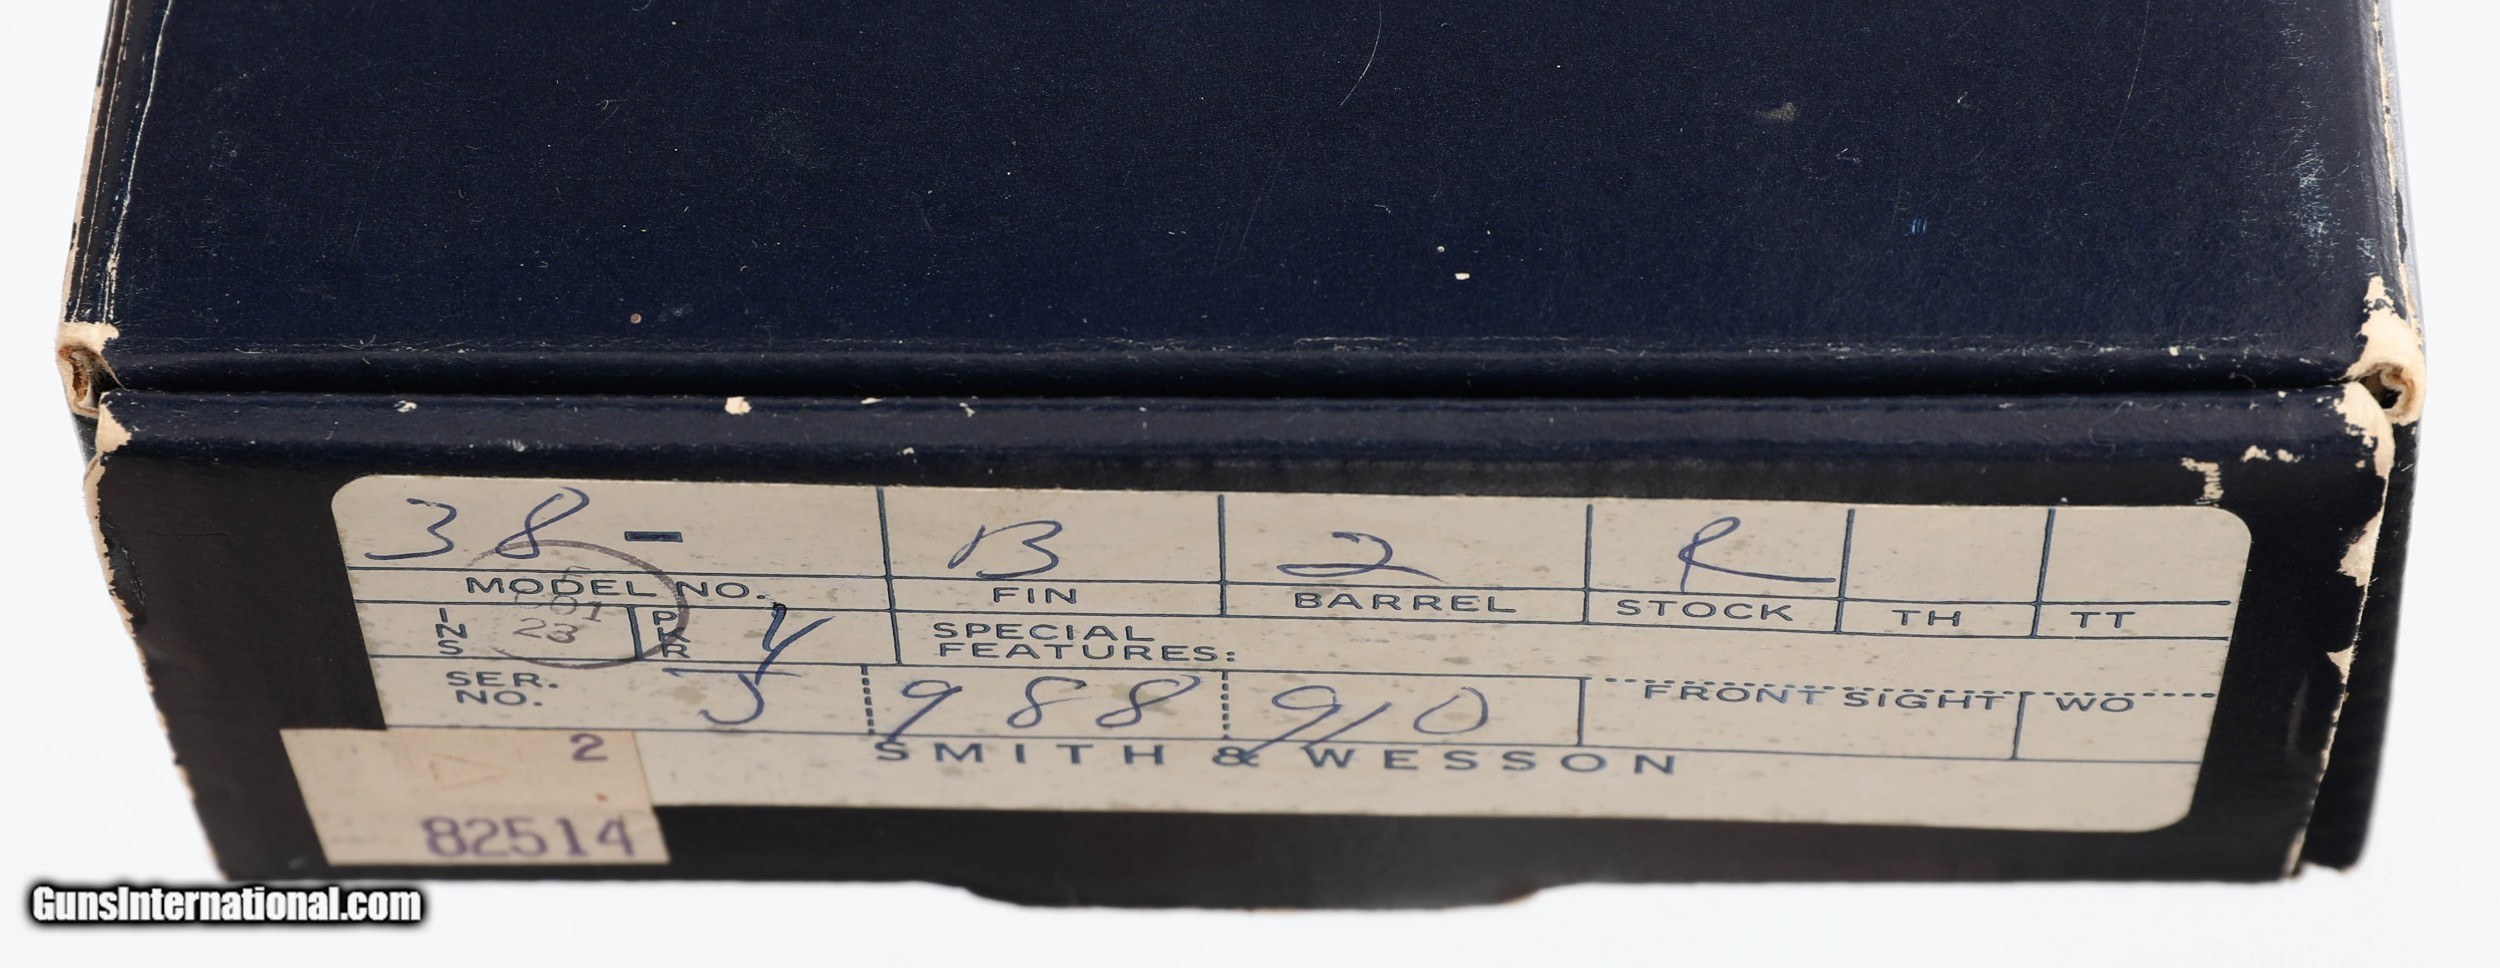 38 - B 2 R
MODEL NO. FIN BARREL STOCK TH TT
INS 23 PKR SPECIAL
FEATURES:
SER.
NO. J 988 910 FRONT SIGHT WO
SMITH & WESSON
2
82514
GunsInternational.com